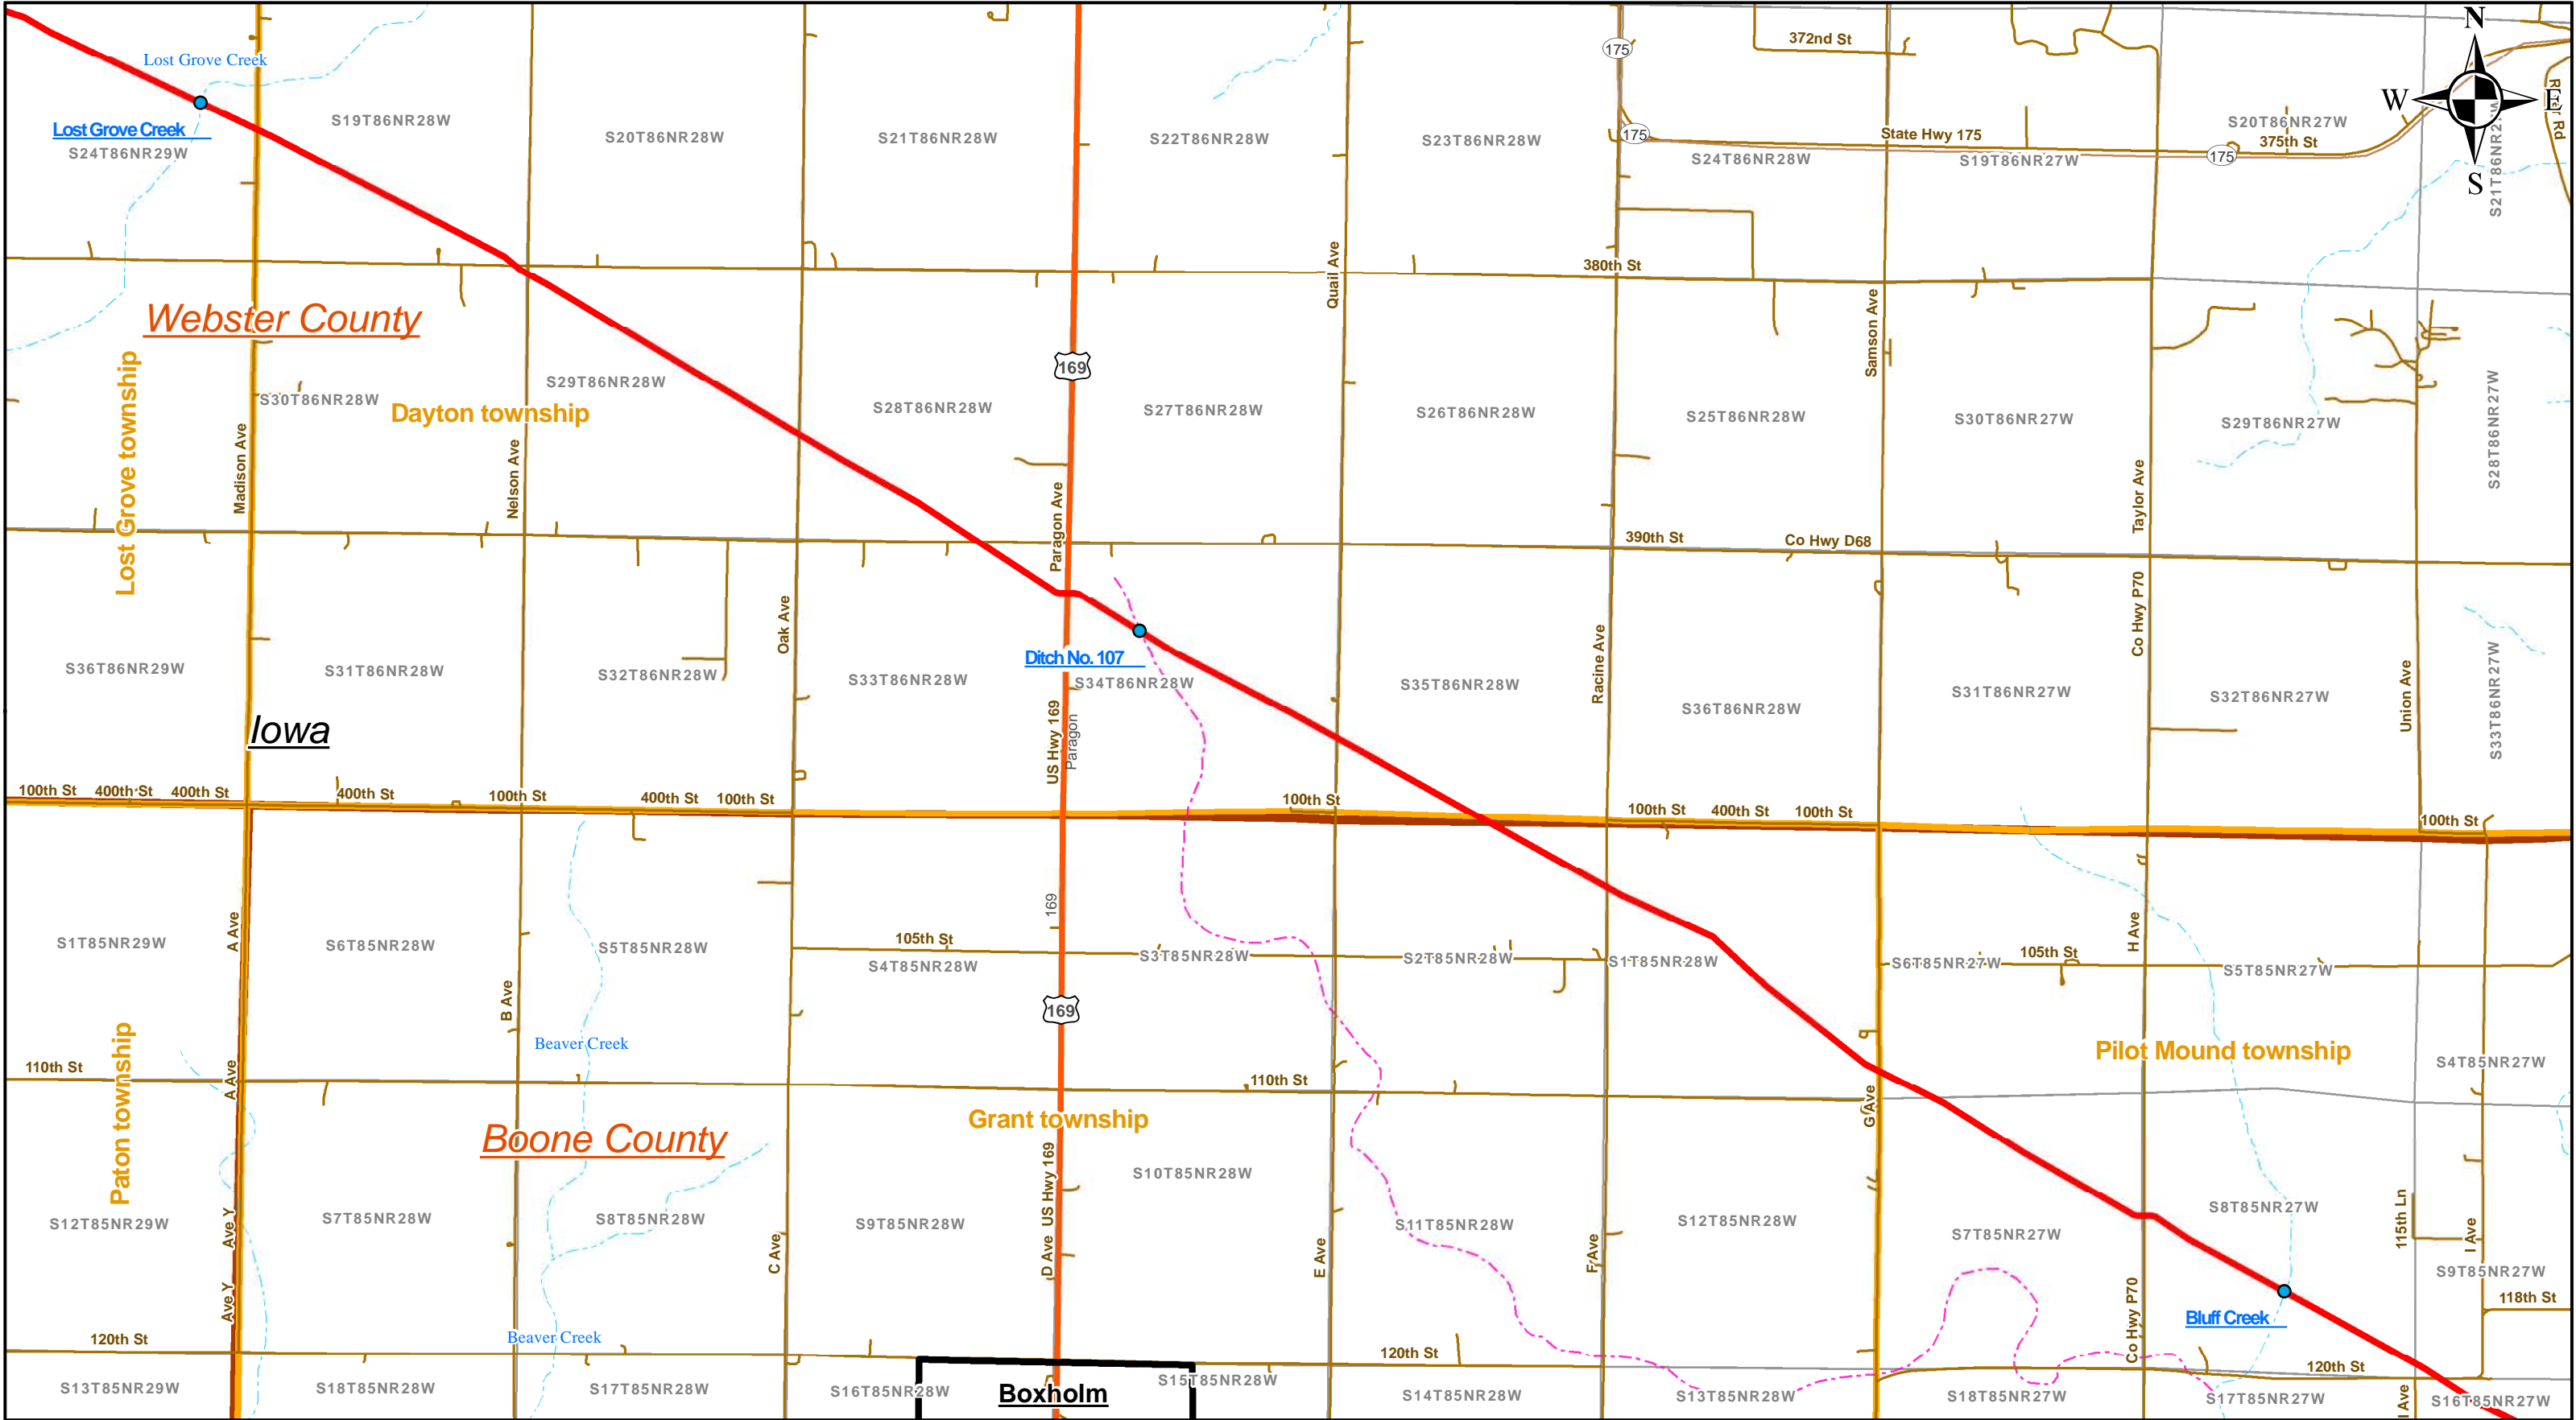 N
W
E
S
372nd St
175
Lost Grove Creek
Lost Grove Creek
S24T86NR29W
S19T86NR28W
S20T86NR28W
S21T86NR28W
S22T86NR28W
S23T86NR28W
175
State Hwy 175
S24T86NR28W
S19T86NR27W
175
S20T86NR27W
375th St
380th St
Quail Ave
Webster County
Lost Grove township
Madison Ave
S30T86NR28W
Dayton township
Nelson Ave
S29T86NR28W
S28T86NR28W
169
S27T86NR28W
S26T86NR28W
S25T86NR28W
Samson Ave
S30T86NR27W
Taylor Ave
S29T86NR27W
S28T86NR27W
Paragon Ave
390th St
Co Hwy D68
Co Hwy P70
Oak Ave
Ditch No. 107
S36T86NR29W
S31T86NR28W
S32T86NR28W
S33T86NR28W
S34T86NR28W
S35T86NR28W
Racine Ave
S36T86NR28W
S31T86NR27W
S32T86NR27W
Union Ave
S33T86NR27W
Iowa
US Hwy 169
Paragon
100th St
400th St
400th St
400th St
100th St
400th St
100th St
100th St
100th St
400th St
100th St
100th St
169
S1T85NR29W
A Ave
S6T85NR28W
S5T85NR28W
105th St
S4T85NR28W
S3T85NR28W
S2T85NR28W
S1T85NR28W
S6T85NR27W
105th St
H Ave
S5T85NR27W
B Ave
169
Beaver Creek
Pilot Mound township
S4T85NR27W
Paton township
110th St
A Ave
110th St
G Ave
Boone County
Grant township
S12T85NR29W
Ave Y
S7T85NR28W
S8T85NR28W
C Ave
S9T85NR28W
D Ave
US Hwy 169
S10T85NR28W
E Ave
S11T85NR28W
F Ave
S12T85NR28W
S7T85NR27W
S8T85NR27W
115th Ln
I Ave
S9T85NR27W
118th St
Ave Y
Bluff Creek
Co Hwy P70
120th St
Beaver Creek
120th St
120th St
S13T85NR29W
S18T85NR28W
S17T85NR28W
S16T85NR28W
Boxholm
S15T85NR28W
S14T85NR28W
S13T85NR28W
S18T85NR27W
S17T85NR27W
I Ave
S16T85NR27W